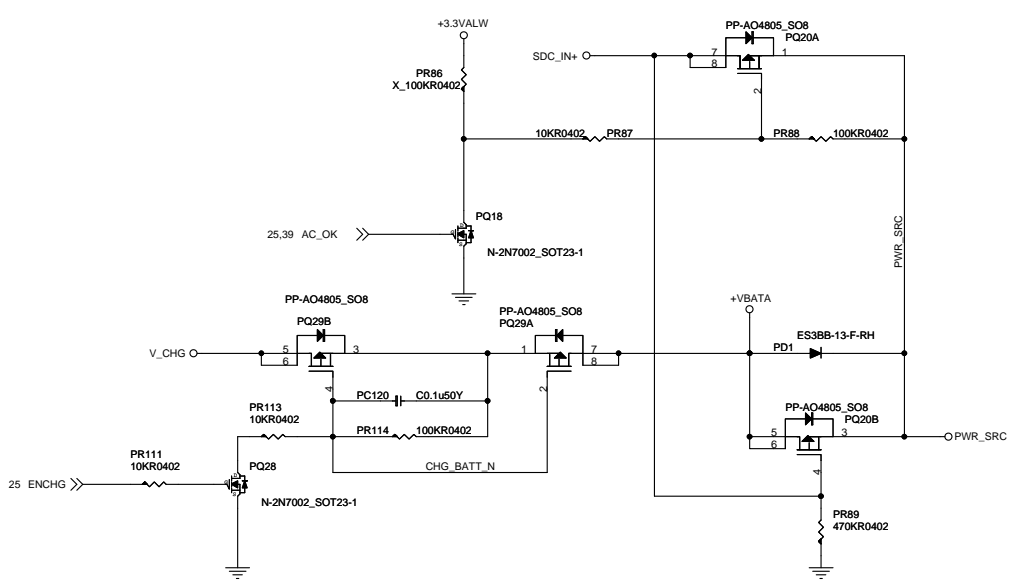 +3.3VALW
PR86
X_100KR0402
SDC_IN+
PP-AO4805_SO8
PQ20A
7
8
1
2
10KR0402
PR87
PR88
100KR0402
25,39 AC_OK
PQ18
N-2N7002_SOT23-1
PWR_SRC
PP-AO4805_SO8
PQ29B
V_CHG
5
6
3
4
PP-AO4805_SO8
PQ29A
1
7
8
2
+VBATA
ES3BB-13-F-RH
PD1
PC120
C0.1u50Y
PR114
100KR0402
CHG_BATT_N
PR113
10KR0402
PP-AO4805_SO8
PQ20B
5
6
3
4
PWR_SRC
PR111
10KR0402
25 ENCHG
PQ28
N-2N7002_SOT23-1
PR89
470KR0402